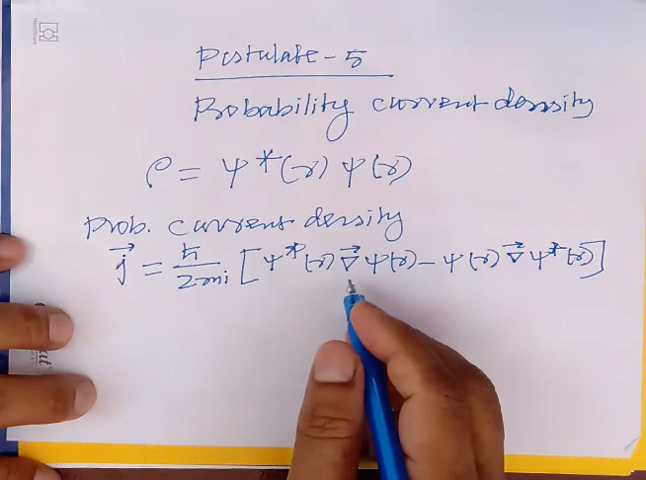 Postulate-5
Probability current density
ρ = ψ*(r) ψ(r)
Prob. current density
j⃗ = ℏ/2mi [ψ*(r) ∇⃗ ψ(r) - ψ(r) ∇⃗ ψ*(r)]